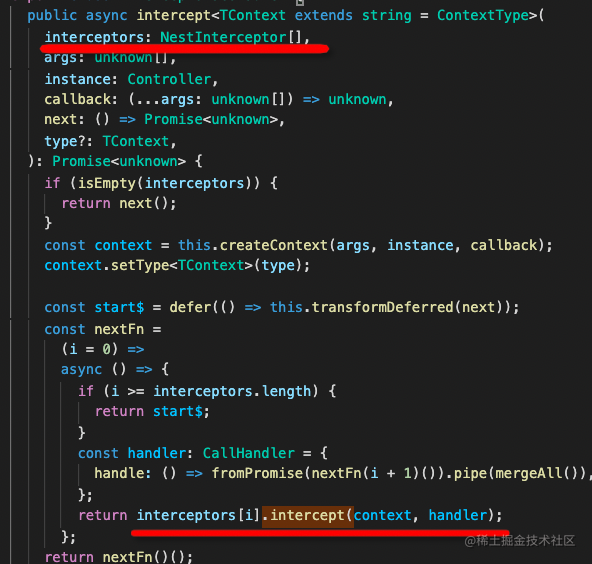 public async intercept<TContext extends string = ContextType>(
interceptors: NestInterceptor[],
args: unknown[],
instance: Controller,
callback: (...args: unknown[]) => unknown,
next: () => Promise<unknown>,
type?: TContext,
): Promise<unknown> {
if (isEmpty(interceptors)) {
return next();
}
const context = this.createContext(args, instance, callback);
context.setType<TContext>(type);
const start$ = defer(() => this.transformDeferred(next));
const nextFn =
(i = 0) =>
async () => {
if (i >= interceptors.length) {
return start$;
}
const handler: CallHandler = {
handle: () => fromPromise(nextFn(i + 1)()).pipe(mergeAll()),
};
return interceptors[i].intercept(context, handler);
};
return nextFn()();
@稀土掘金技术社区